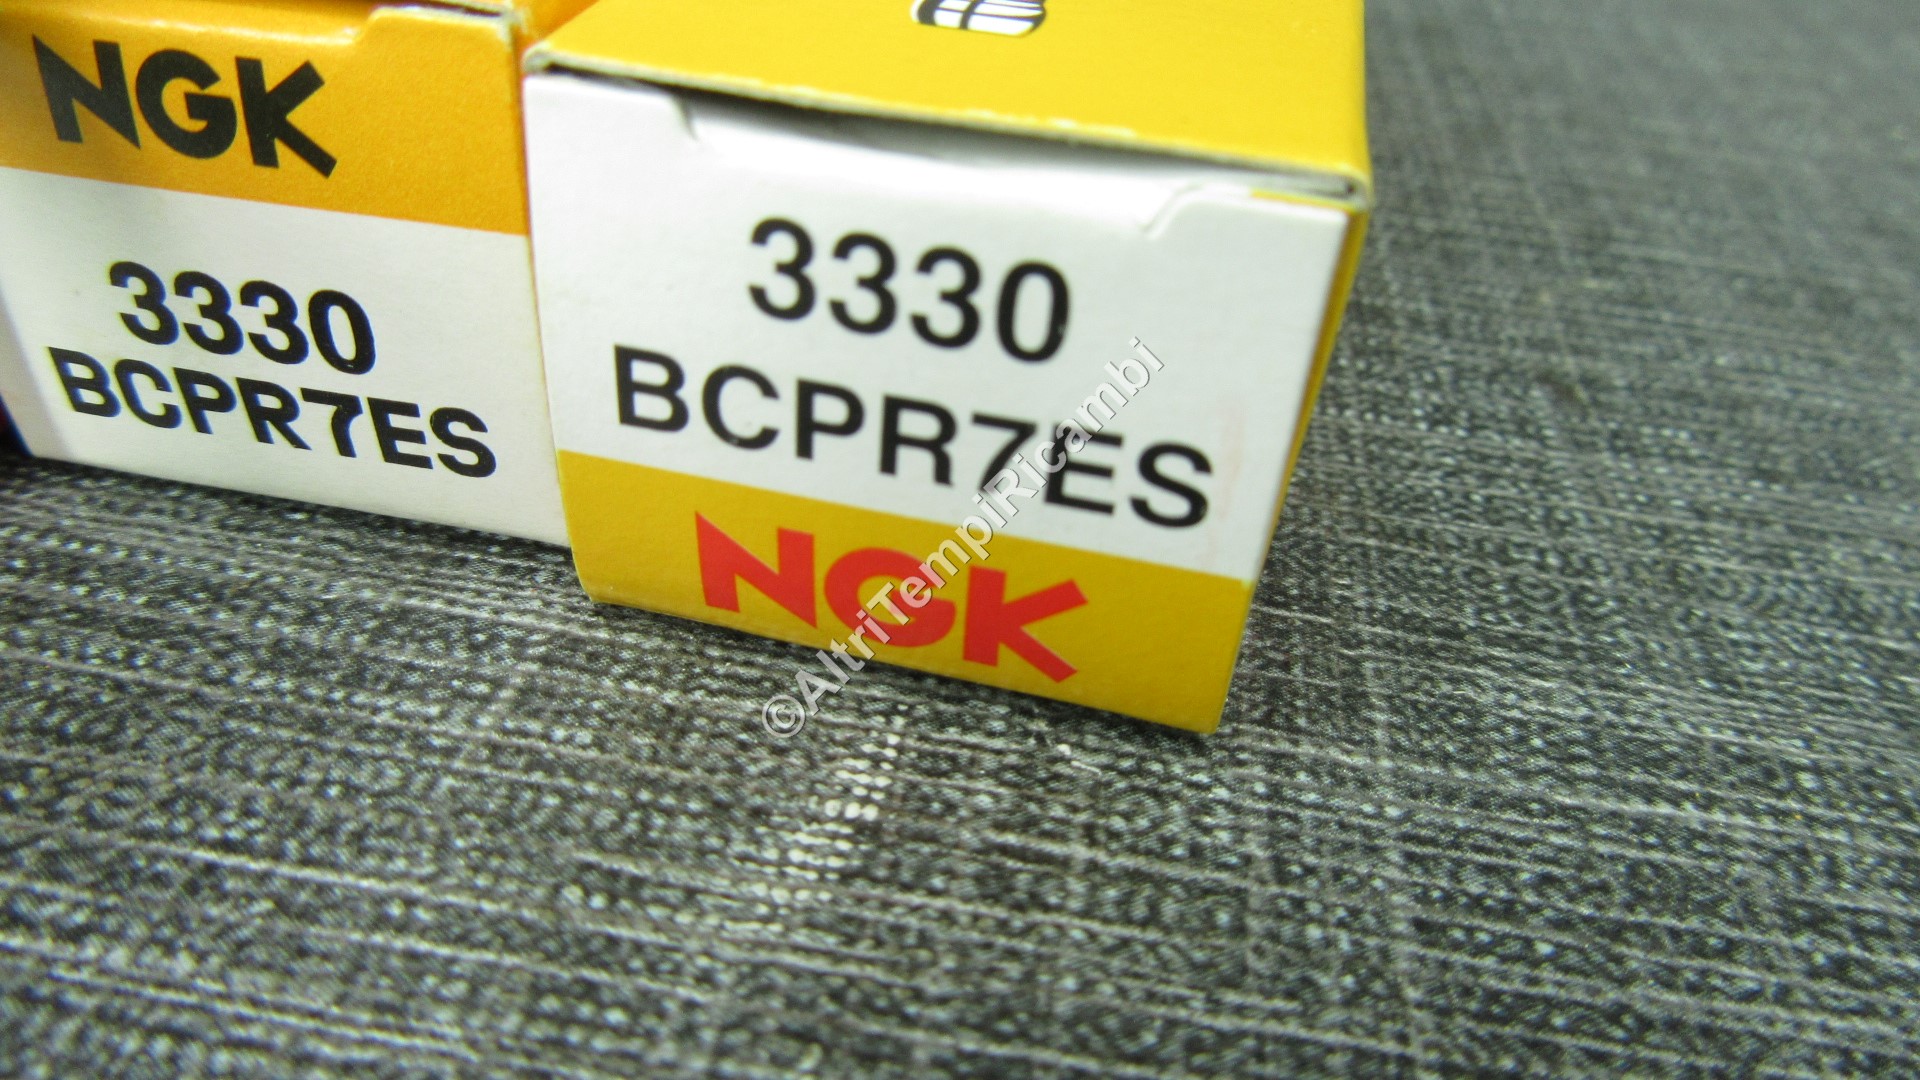 NGK
3330
BCPR7ES
3330
BCPR7ES
NGK
©AltriTempiRicambi